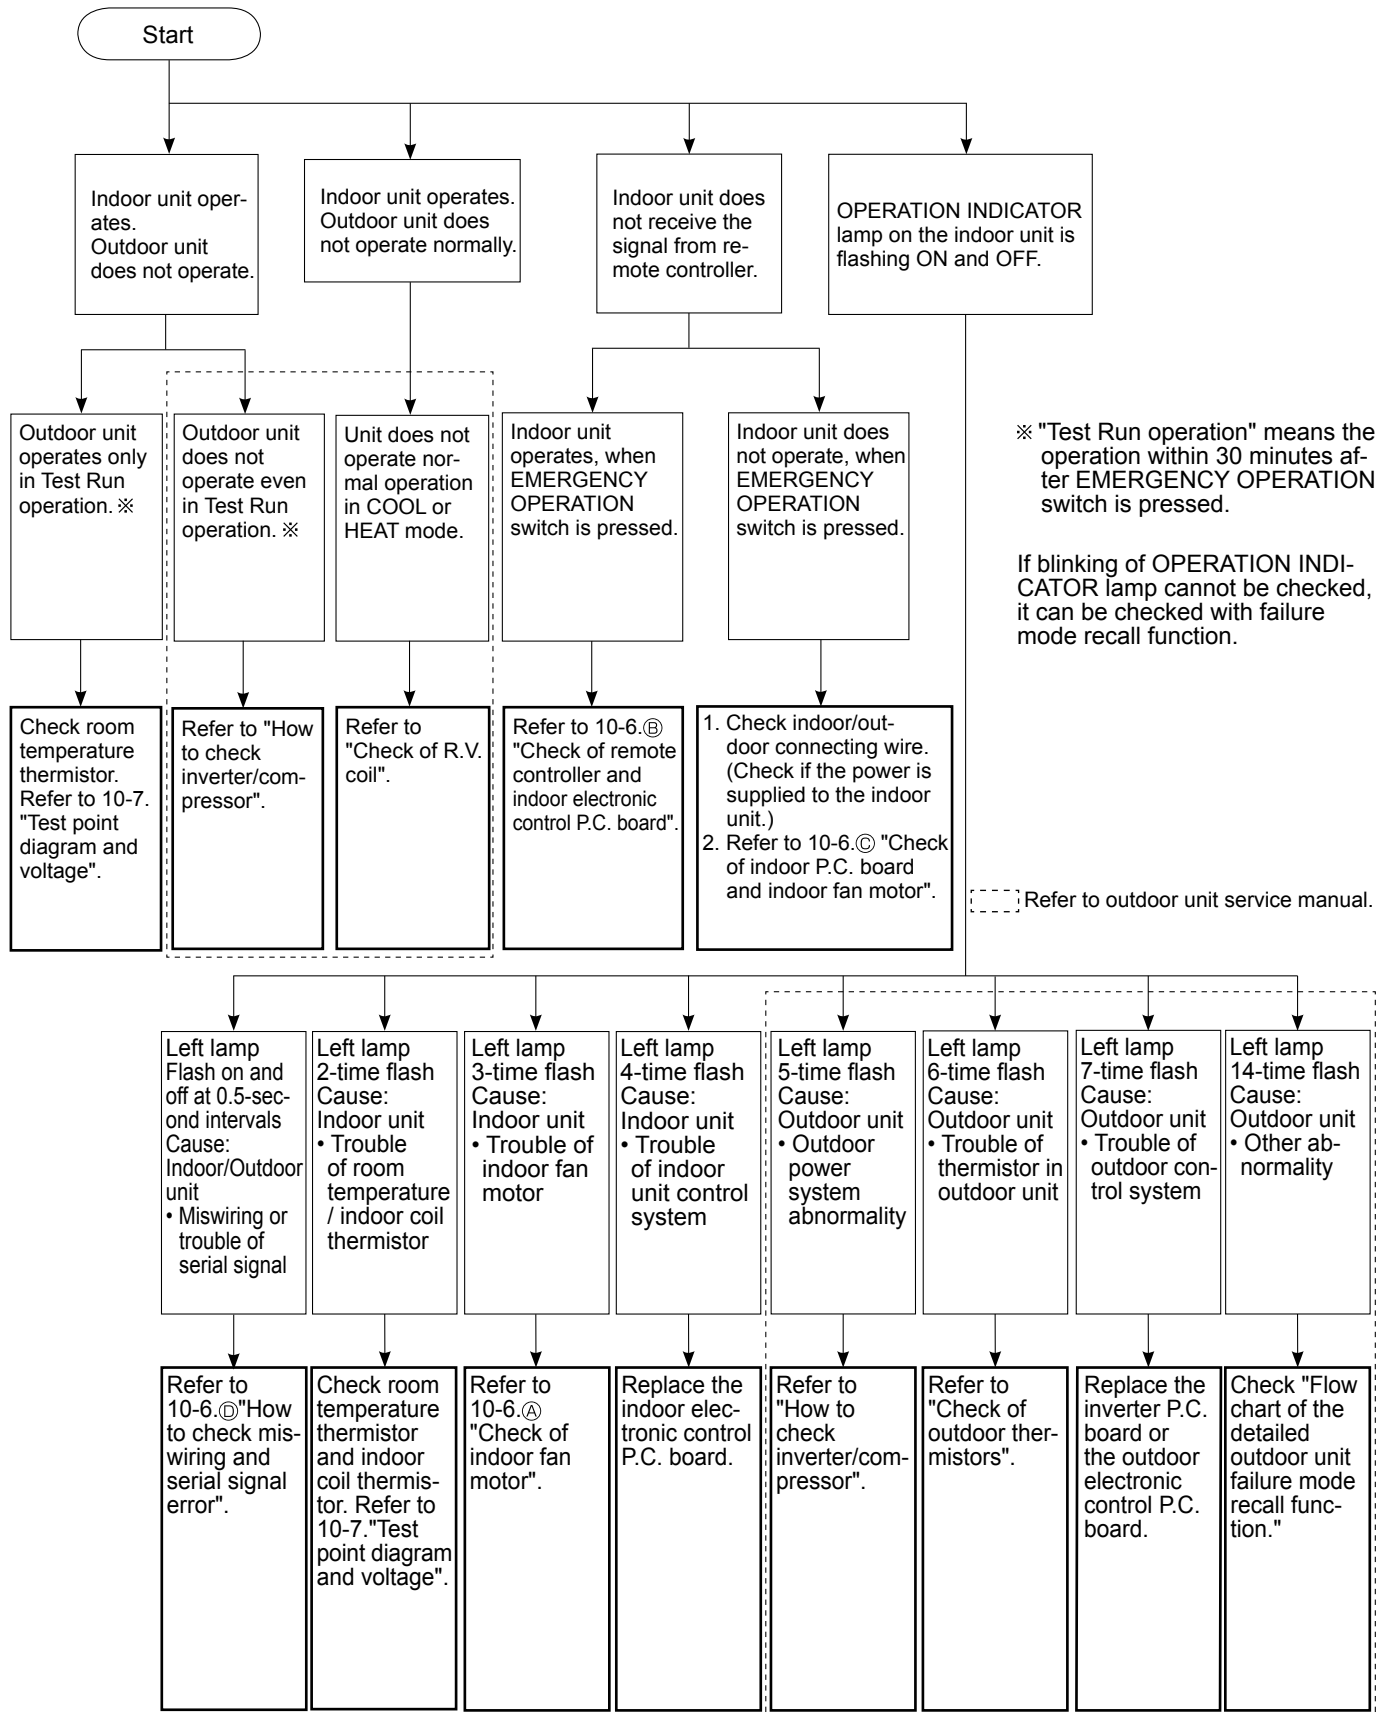 Start
Indoor unit oper-
ates.
Outdoor unit
does not operate.
Indoor unit operates.
Outdoor unit does
not operate normally.
Indoor unit does
not receive the
signal from re-
mote controller.
OPERATION INDICATOR
lamp on the indoor unit is
flashing ON and OFF.
Outdoor unit
operates only
in Test Run
operation. ※
Outdoor unit
does not
operate even
in Test Run
operation. ※
Unit does not
operate nor-
mal operation
in COOL or
HEAT mode.
Indoor unit
operates, when
EMERGENCY
OPERATION
switch is pressed.
Indoor unit does
not operate, when
EMERGENCY
OPERATION
switch is pressed.
※ "Test Run operation" means the
operation within 30 minutes af-
ter EMERGENCY OPERATION
switch is pressed.
If blinking of OPERATION INDI-
CATOR lamp cannot be checked,
it can be checked with failure
mode recall function.
Check room
temperature
thermistor.
Refer to 10-7.
"Test point
diagram and
voltage".
Refer to "How
to check
inverter/com-
pressor".
Refer to
"Check of R.V.
coil".
Refer to 10-6.Ⓑ
"Check of remote
controller and
indoor electronic
control P.C. board".
1. Check indoor/out-
door connecting wire.
(Check if the power is
supplied to the indoor
unit.)
2. Refer to 10-6.Ⓒ "Check
of indoor P.C. board
and indoor fan motor".
Refer to outdoor unit service manual.
Left lamp
Flash on and
off at 0.5-sec-
ond intervals
Cause:
Indoor/Outdoor
unit
• Miswiring or
trouble of
serial signal
Left lamp
2-time flash
Cause:
Indoor unit
• Trouble
of room
temperature
/ indoor coil
thermistor
Left lamp
3-time flash
Cause:
Indoor unit
• Trouble of
indoor fan
motor
Left lamp
4-time flash
Cause:
Indoor unit
• Trouble
of indoor
unit control
system
Left lamp
5-time flash
Cause:
Outdoor unit
• Outdoor
power
system
abnormality
Left lamp
6-time flash
Cause:
Outdoor unit
• Trouble of
thermistor in
outdoor unit
Left lamp
7-time flash
Cause:
Outdoor unit
• Trouble of
outdoor con-
trol system
Left lamp
14-time flash
Cause:
Outdoor unit
• Other ab-
normality
Refer to
10-6.Ⓓ"How
to check mis-
wiring and
serial signal
error".
Check room
temperature
thermistor
and indoor
coil thermis-
tor. Refer to
10-7."Test
point diagram
and voltage".
Refer to
10-6.Ⓐ
"Check of
indoor fan
motor".
Replace the
indoor elec-
tronic control
P.C. board.
Refer to
"How to
check
inverter/com-
pressor".
Refer to
"Check of
outdoor ther-
mistors".
Replace the
inverter P.C.
board or
the outdoor
electronic
control P.C.
board.
Check "Flow
chart of the
detailed
outdoor unit
failure mode
recall func-
tion."